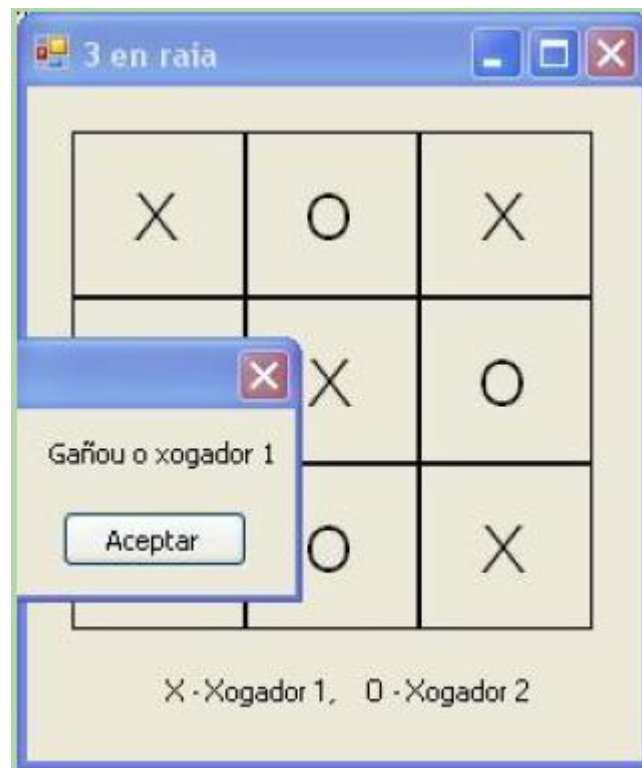 3 en raia
X O X
X O
Gañou o xogador 1
Aceptar
O X
X - Xogador 1, O - Xogador 2